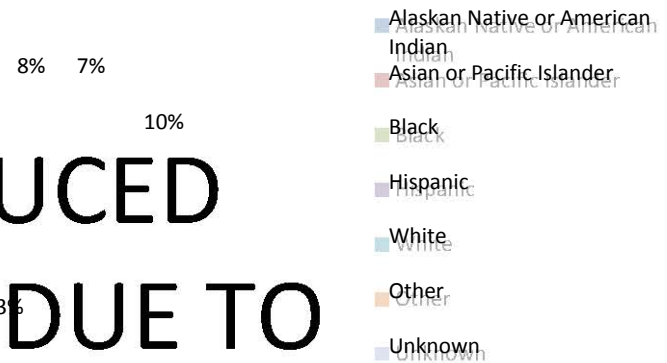 Alaskan Native or American
Indian
8% 7%
Asian or Pacific Islander
10%
Black
UCED
Hispanic
White
Other
3%
DUE TO
Unknown